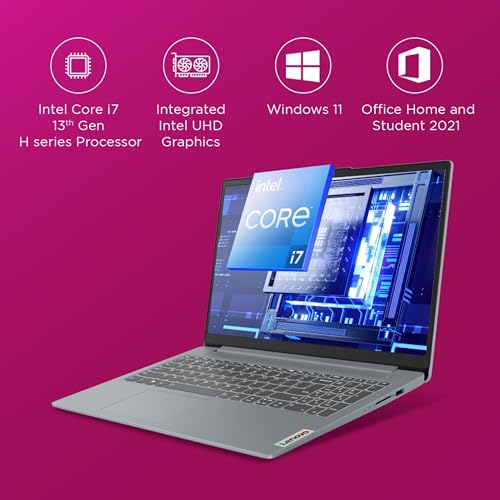 Intel Core i7
13th Gen
H series Processor
Integrated
Intel UHD
Graphics
Windows 11
Office Home and
Student 2021
intel.
CORE™
i7
Lenovo